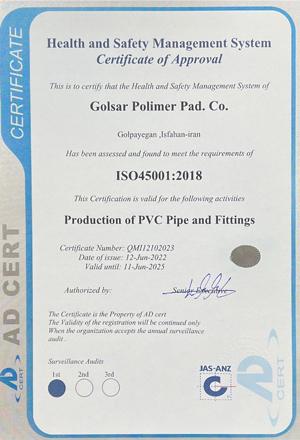 CERTIFICATE
Health and Safety Management System
Certificate of Approval
This is to certify that the Health and Safety Management System of
Golsar Polimer Pad. Co.
Golpayegan ,Isfahan-iran
Has been assessed and found to meet the requirements of
ISO45001:2018
This Certification is valid for the following activities
Production of PVC Pipe and Fittings
Certificate Number: QMI12102023
Date of issue: 12-Jun-2022
Valid until: 11-Jun-2025
Authorized by: Senior Executive
The Certificate is the Property of AD cert
The Validity of the registration will be continued only
When the organization accepts the annual surveillance
audit .
Surveillance Audits
1st 2nd 3rd
JAS-ANZ
C
AD CERT
AD
CERT
AD
CERT